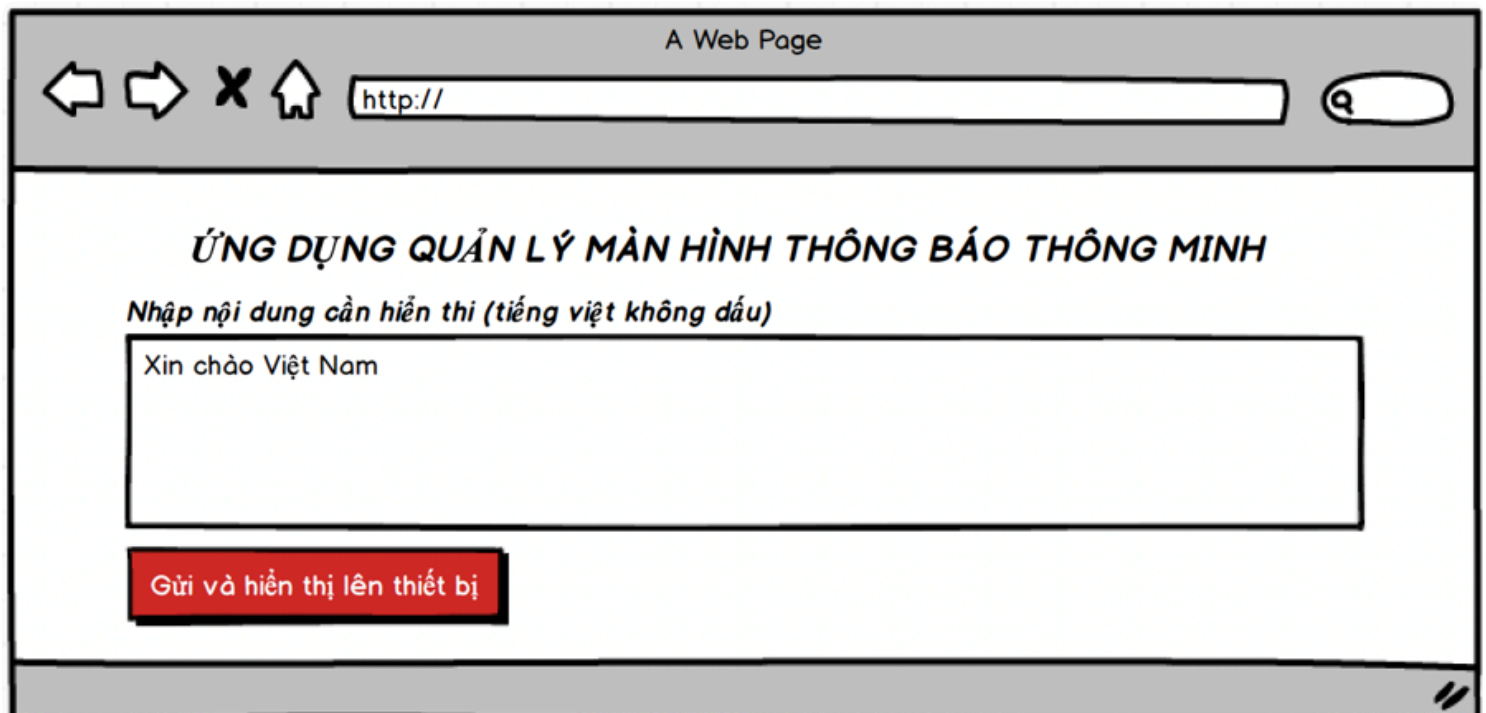 A Web Page
http://
ỨNG DỤNG QUẢN LÝ MÀN HÌNH THÔNG BÁO THÔNG MINH
Nhập nội dung cần hiển thi (tiếng việt không dấu)
Xin chào Việt Nam
Gửi và hiển thị lên thiết bị